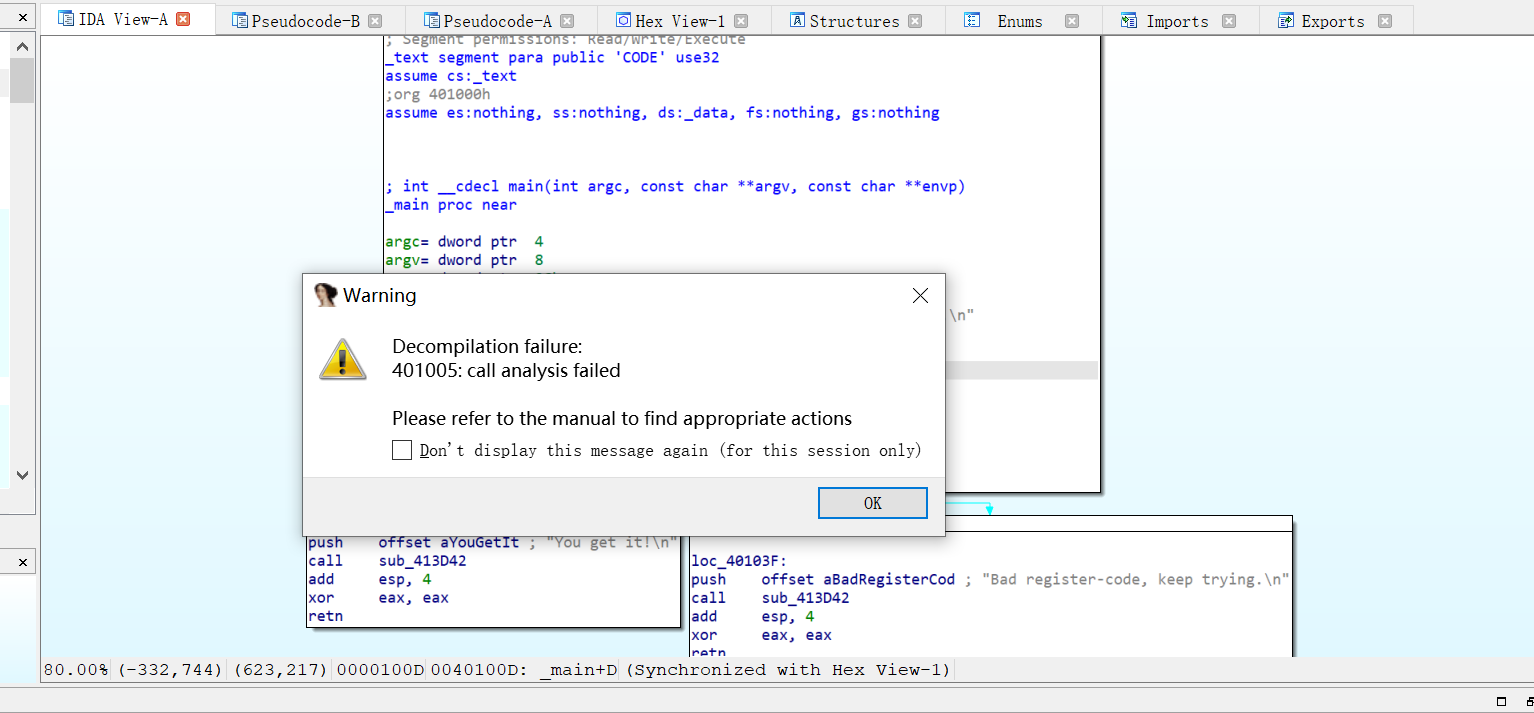 IDA View-A
Pseudocode-B
Pseudocode-A
Hex View-1
Structures
Enums
Imports
Exports
; Segment permissions: Read/Write/Execute
_text segment para public 'CODE' use32
assume cs:_text
;org 401000h
assume es:nothing, ss:nothing, ds:_data, fs:nothing, gs:nothing
; int __cdecl main(int argc, const char **argv, const char **envp)
_main proc near
argc= dword ptr  4
argv= dword ptr  8
\n"
Warning
Decompilation failure:
401005: call analysis failed
Please refer to the manual to find appropriate actions
Don't display this message again (for this session only)
OK
push    offset aYouGetIt ; "You get it!\n"
call    sub_413D42
add     esp, 4
xor     eax, eax
retn
loc_40103F:
push    offset aBadRegisterCod ; "Bad register-code, keep trying.\n"
call    sub_413D42
add     esp, 4
xor     eax, eax
retn
80.00% (-332,744) (623,217) 0000100D 0040100D: _main+D (Synchronized with Hex View-1)